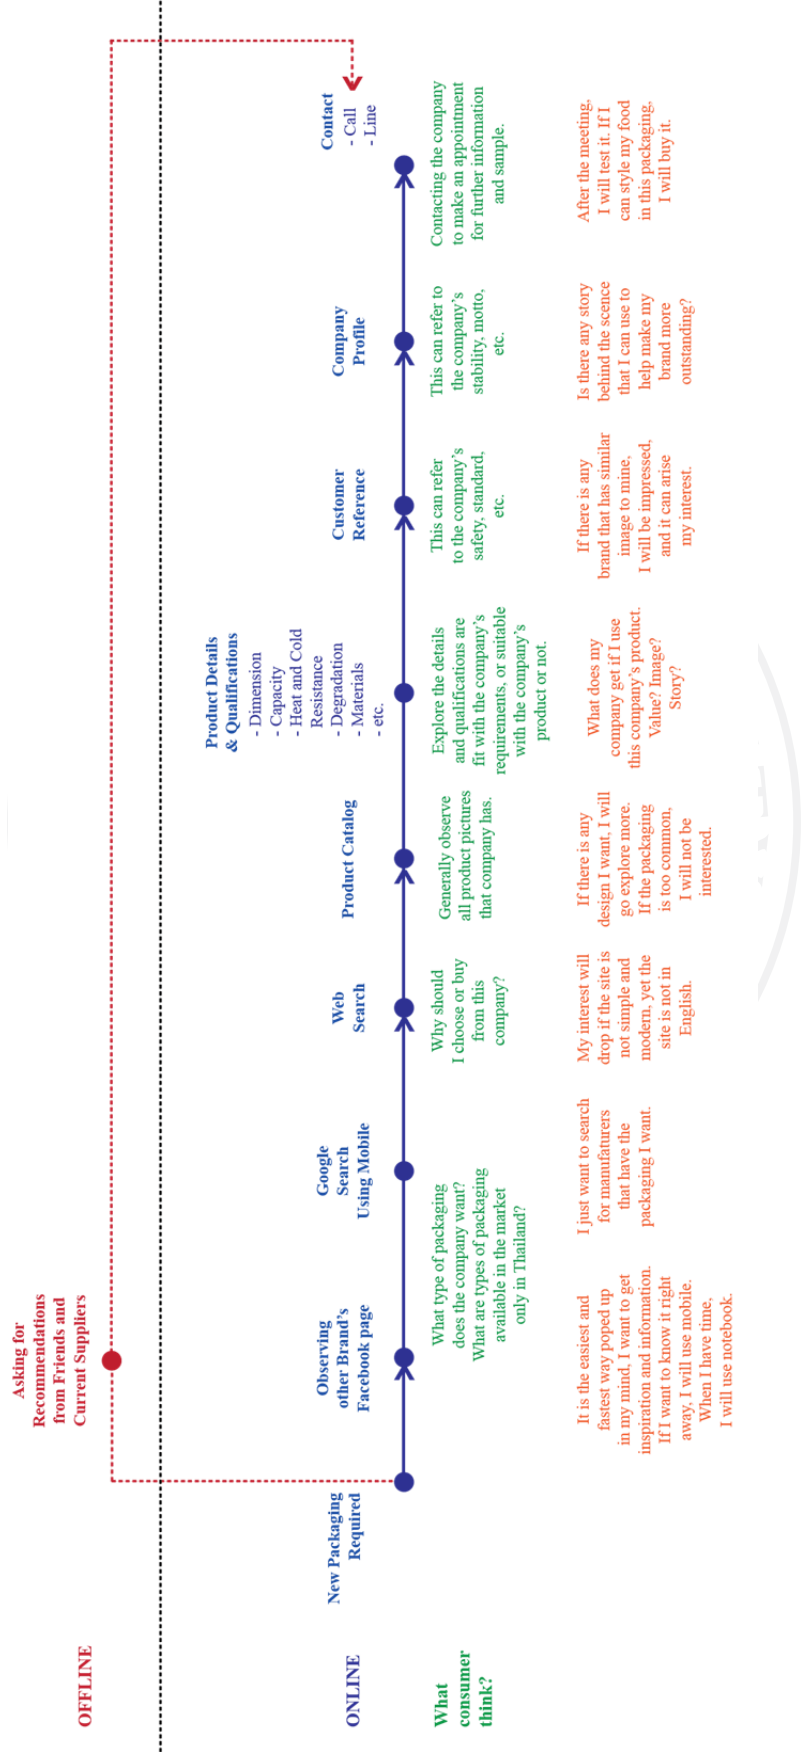 OFFLINE
Asking for
Recommendations
from Friends and
Current Suppliers
ONLINE
New Packaging
Required
Observing
other Brand's
Facebook page
Google
Search
Using Mobile
Web
Search
Product Catalog
Product Details
& Qualifications
- Dimension
- Capacity
- Heat and Cold
Resistance
- Degradation
- Materials
- etc.
Customer
Reference
Company
Profile
Contact
- Call
- Line
What
consumer
think?
What type of packaging
does the company want?
What are types of packaging
available in the market
only in Thailand?
Why should
I choose or buy
from this
company?
Generally observe
all product pictures
that company has.
Explore the details
and qualifications are
fit with the company's
requirements, or suitable
with the company's
product or not.
This can refer
to the company's
safety, standard,
etc.
This can refer to
the company's
stability, motto,
etc.
Contacting the company
to make an appointment
for further information
and sample.
It is the easiest and
fastest way poped up
in my mind, I want to get
inspiration and information.
If I want to know it right
away, I will use mobile.
When I have time,
I will use notebook.
I just want to search
for manufaturers
that have the
packaging I want.
My interest will
drop if the site is
not simple and
modern, yet the
site is not in
English.
If there is any
design I want, I will
go explore more.
If the packaging
is too common,
I will not be
interested.
What does my
company get if I use
this company's product.
Value? Image?
Story?
If there is any
brand that has similar
image to mine,
I will be impressed,
and it can arise
my interest.
Is there any story
behind the scence
that I can use to
help make my
brand more
outstanding?
After the meeting,
I will test it. If I
can style my food
in this packaging,
I will buy it.